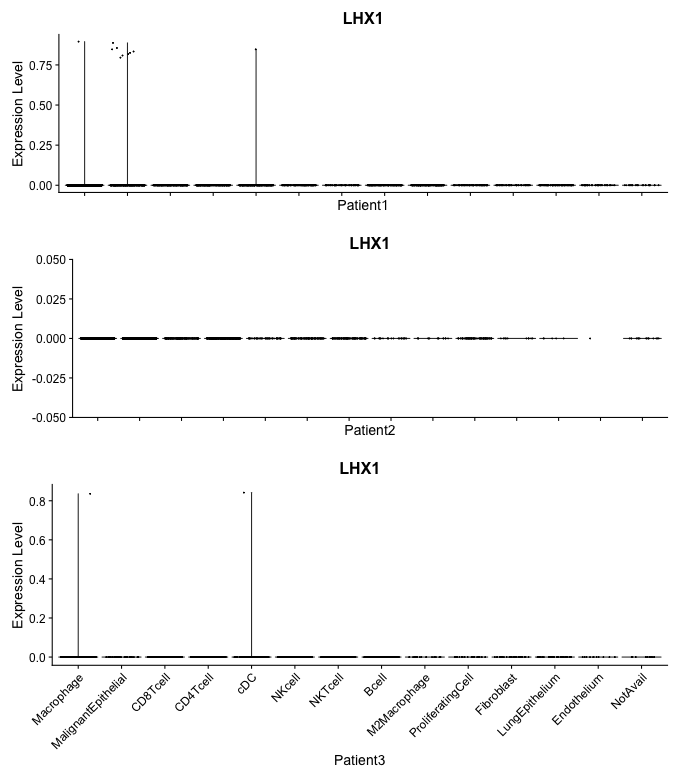 LHX1
Expression Level
0.75
0.50
0.25
0.00
Patient1
LHX1
Expression Level
0.050
0.025
0.000
-0.025
-0.050
Patient2
LHX1
Expression Level
0.8
0.6
0.4
0.2
0.0
Macrophage
MalignantEpithelial
CD8Tcell
CD4Tcell
cDC
NKcell
NKTcell
Bcell
M2Macrophage
ProliferatingCell
Fibroblast
LungEpithelium
Endothelium
NotAvail
Patient3